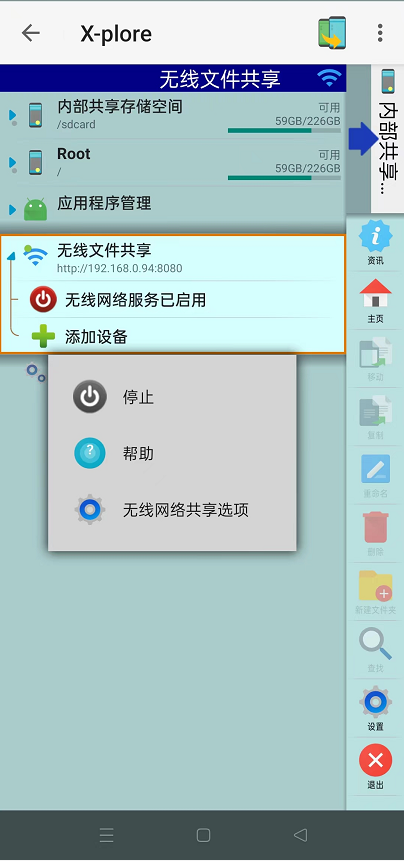 X-plore
无线文件共享
内部共享存储空间
/sdcard
可用
59GB/226GB
Root
/
可用
59GB/226GB
应用程序管理
无线文件共享
http://192.168.0.94:8080
无线网络服务已启用
添加设备
停止
帮助
无线网络共享选项
内部共享...
资讯
主页
移动
复制
重命名
删除
新建文件夹
查找
设置
退出